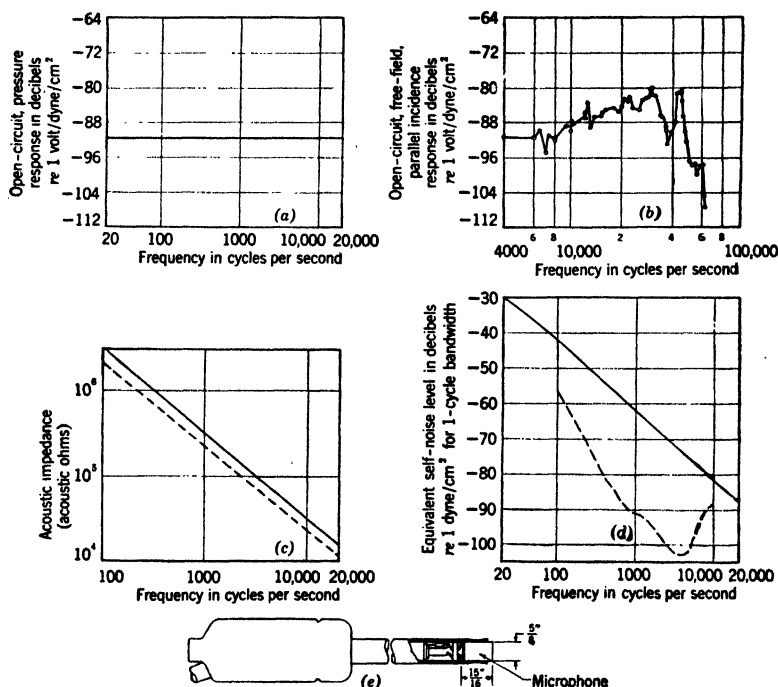 Open-circuit, pressure
response in decibels
re 1 volt/dyne/cm²
−64
−72
−80
−88
−96
−104
−112
(a)
20
100
1000
20,000
Frequency in cycles per second
Open-circuit, free-field,
parallel incidence
response in decibels
re 1 volt/dyne/cm²
−64
−72
−80
−88
−96
−104
−112
(b)
6
8
2
4
6
8
4000
10,000
100,000
Frequency in cycles per second
Acoustic impedance
(acoustic ohms)
10⁶
10⁵
10⁴
(c)
100
1000
10,000
20,000
Frequency in cycles per second
Equivalent self-noise level in decibels
re 1 dyne/cm² for 1-cycle bandwidth
−30
−40
−50
−60
−70
−80
−90
−100
(d)
20
100
1000
10,000
20,000
Frequency in cycles per second
(e)
15"
16
Microphone